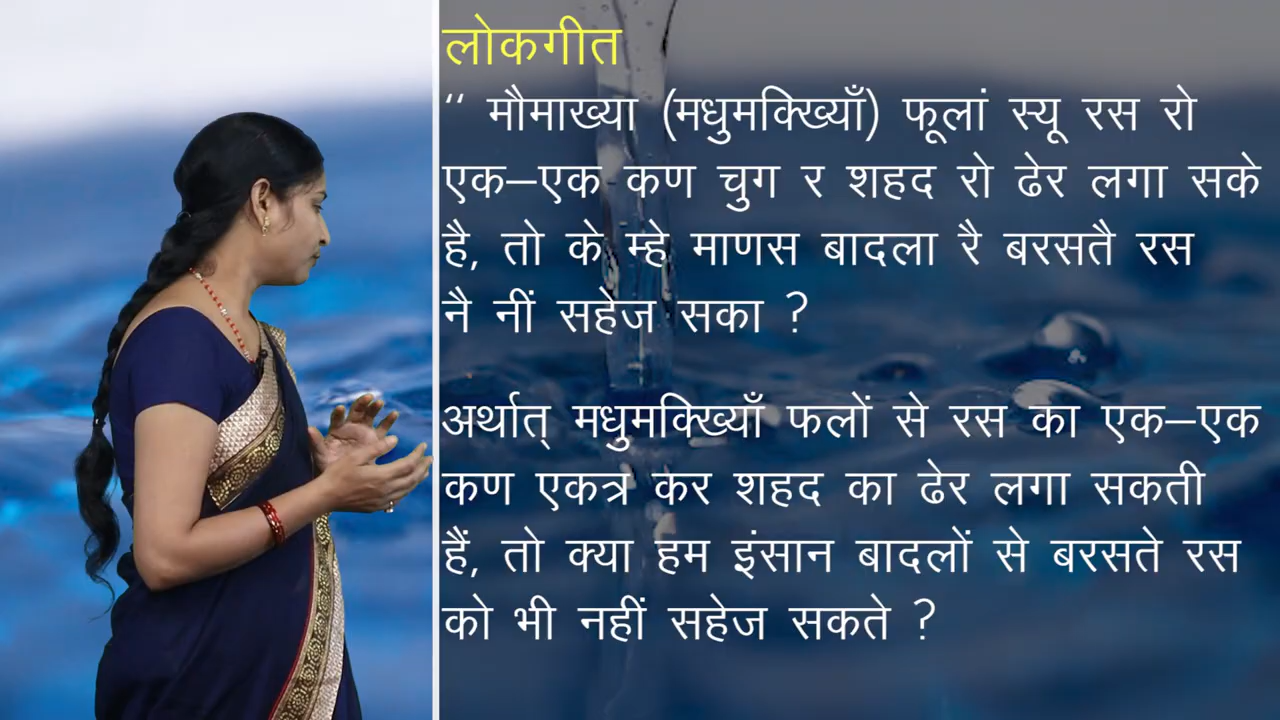 लोकगीत
“ मौमाख्या (मधुमक्खियाँ) फूलां स्यू रस रो
एक–एक कण चुग र शहद रो ढेर लगा सके
है, तो के म्हे माणस बादला रै बरसतै रस
नै नीं सहेज सका ?
अर्थात् मधुमक्खियाँ फलों से रस का एक–एक
कण एकत्र कर शहद का ढेर लगा सकती
हैं, तो क्या हम इंसान बादलों से बरसते रस
को भी नहीं सहेज सकते ?